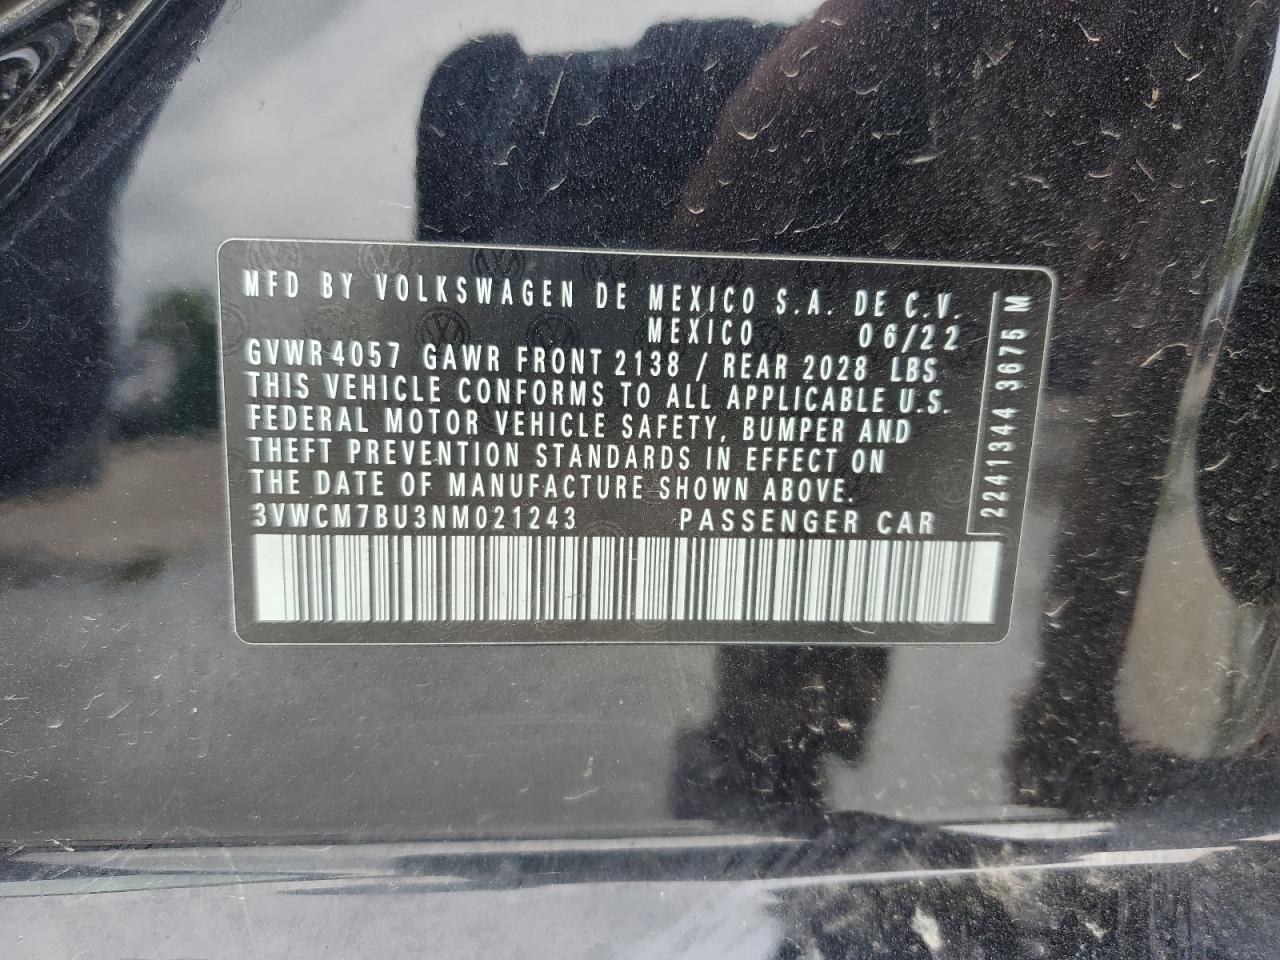 MFD BY VOLKSWAGEN DE MEXICO S.A. DE C.V.
MEXICO 06/22
GVWR 4057 GAWR FRONT 2138 / REAR 2028 LBS
THIS VEHICLE CONFORMS TO ALL APPLICABLE U.S.
FEDERAL MOTOR VEHICLE SAFETY, BUMPER AND
THEFT PREVENTION STANDARDS IN EFFECT ON
THE DATE OF MANUFACTURE SHOWN ABOVE.
3VWCM7BU3NM021243 PASSENGER CAR
2241344 3675 M